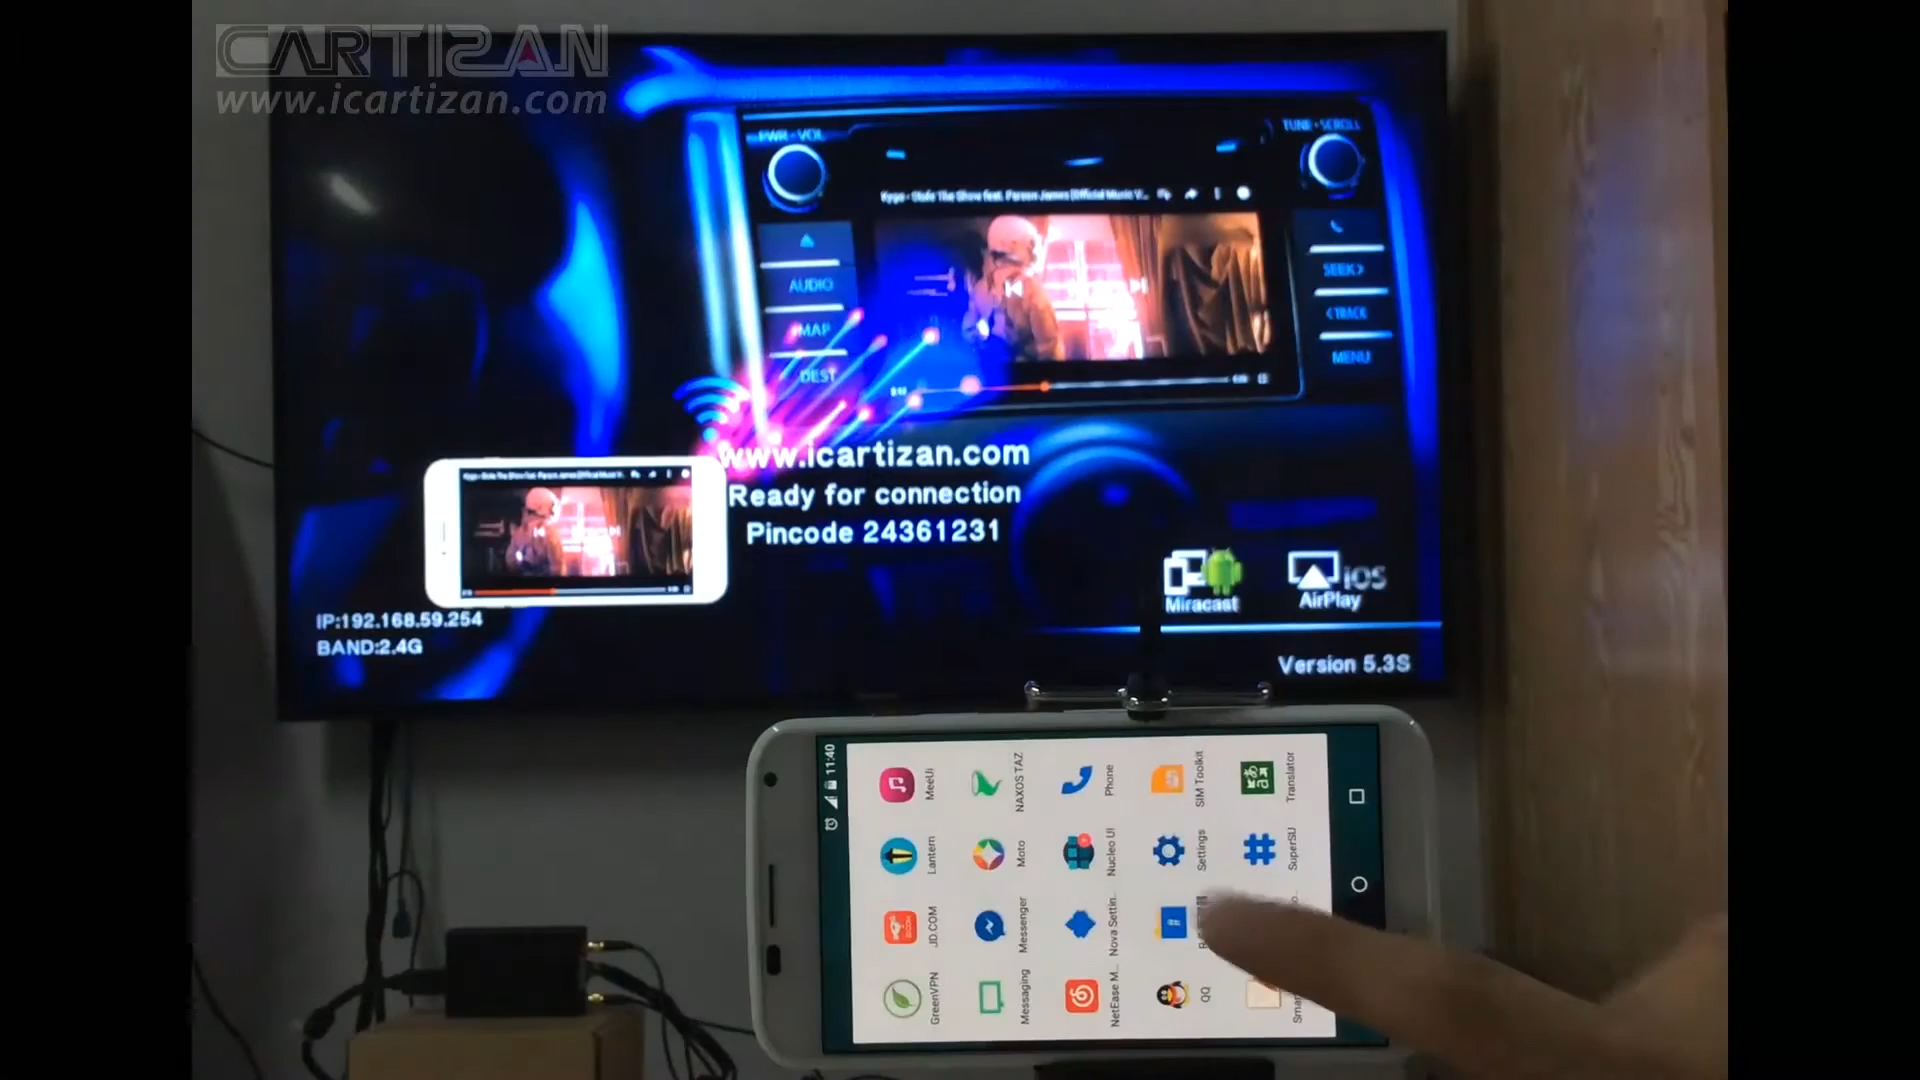 CARTIZAN
www.icartizan.com
PWR•VOL
TUNE•SCROLL
AUDIO
MAP
DEST
SEEK>
<TRACK
MENU
www.icartizan.com
Ready for connection
Pincode 24361231
IP:192.168.59.254
BAND:2.4G
Miracast
iOS
AirPlay
Version 5.3S
11:40
GreenVPN
JD.COM
Lantern
MeeUi
Messaging
Messenger
Moto
NAXOS TAZ
NetEase M...
Nova Settin...
Nucleo UI
Phone
QQ
Settings
SIM Toolkit
SuperSU
Translator